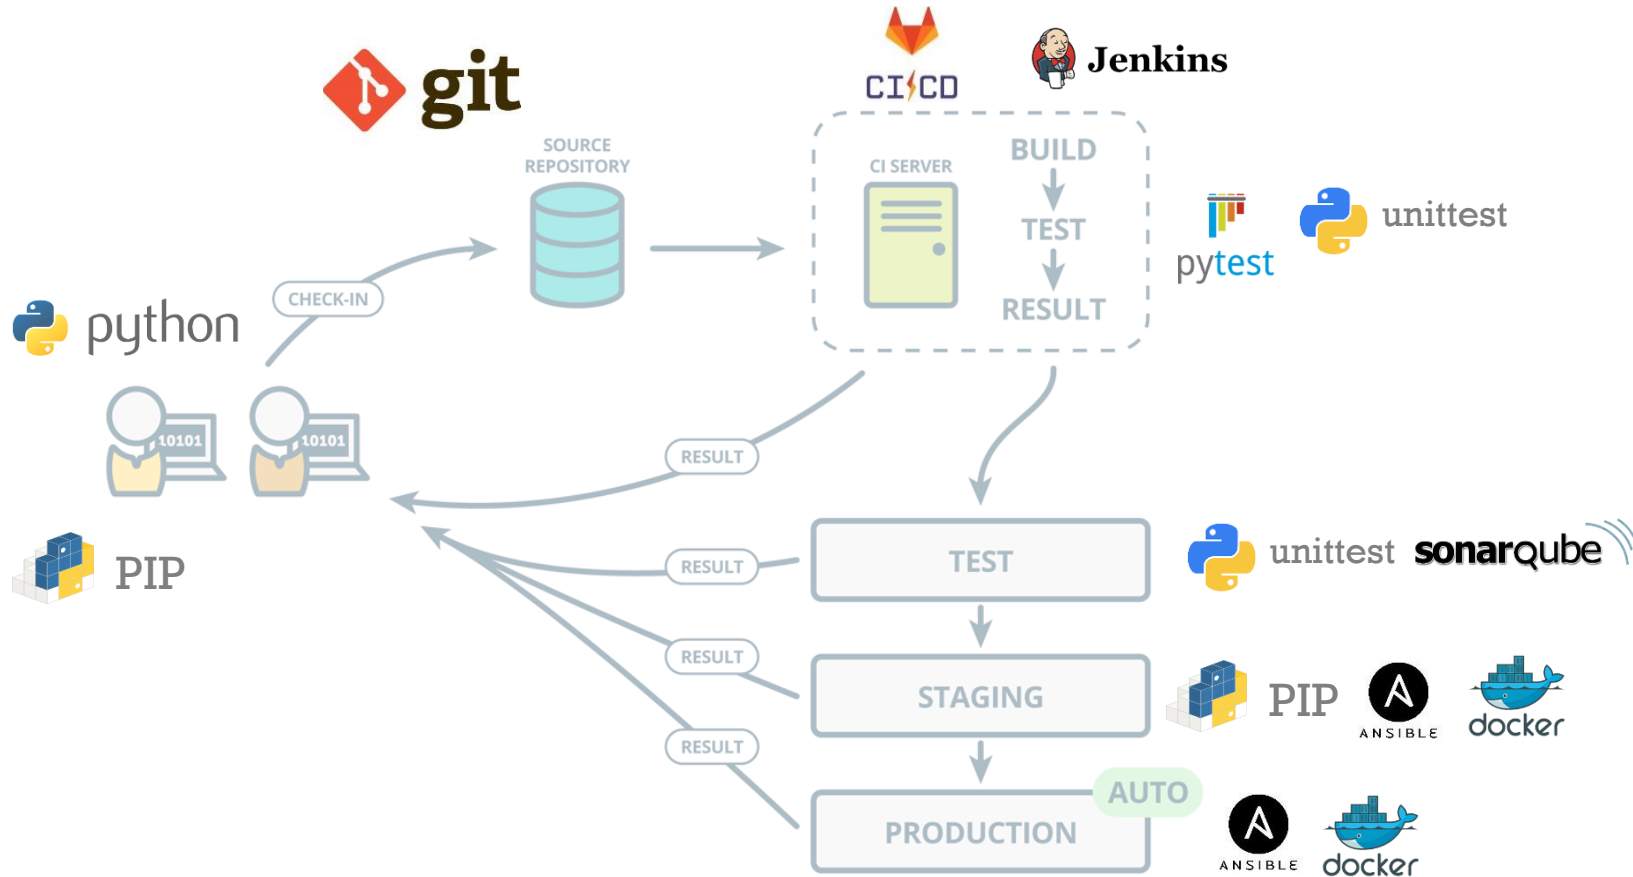 git
CI CD
Jenkins
SOURCE
REPOSITORY
CI SERVER
BUILD
TEST
RESULT
pytest
unittest
CHECK-IN
python
10101
10101
PIP
RESULT
RESULT
RESULT
RESULT
TEST
unittest
sonarqube
STAGING
PIP
ANSIBLE
docker
AUTO
PRODUCTION
ANSIBLE
docker